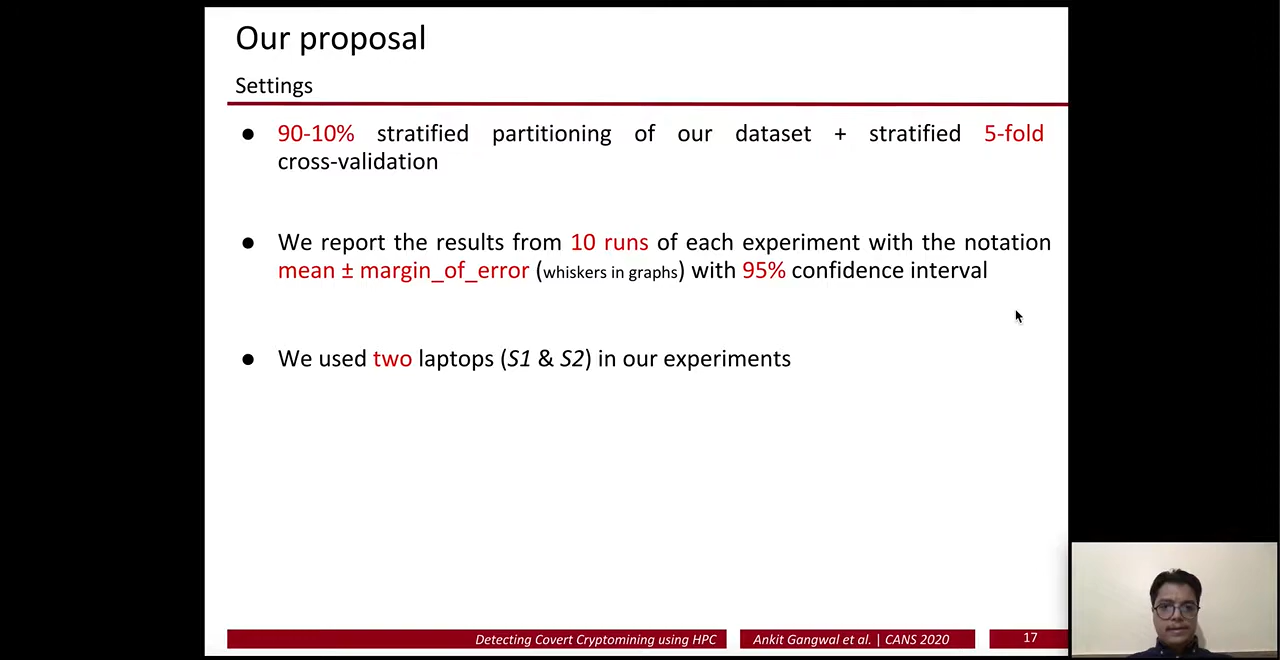 Our proposal
Settings
● 90-10% stratified partitioning of our dataset + stratified 5-fold
cross-validation
● We report the results from 10 runs of each experiment with the notation
mean ± margin_of_error (whiskers in graphs) with 95% confidence interval
● We used two laptops (S1 & S2) in our experiments
Detecting Covert Cryptomining using HPC
Ankit Gangwal et al. | CANS 2020
17